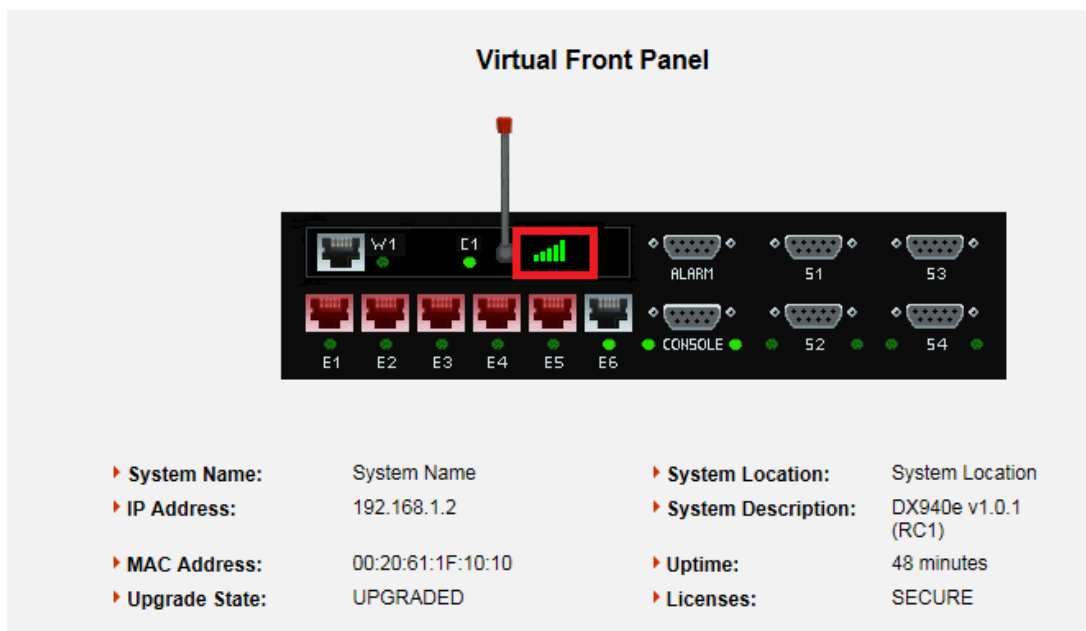 Virtual Front Panel
W1 C1
ALARM S1 S3
CONSOLE S2 S4
E1 E2 E3 E4 E5 E6
System Name: System Name System Location: System Location
IP Address: 192.168.1.2 System Description: DX940e v1.0.1
(RC1)
MAC Address: 00:20:61:1F:10:10 Uptime: 48 minutes
Upgrade State: UPGRADED Licenses: SECURE